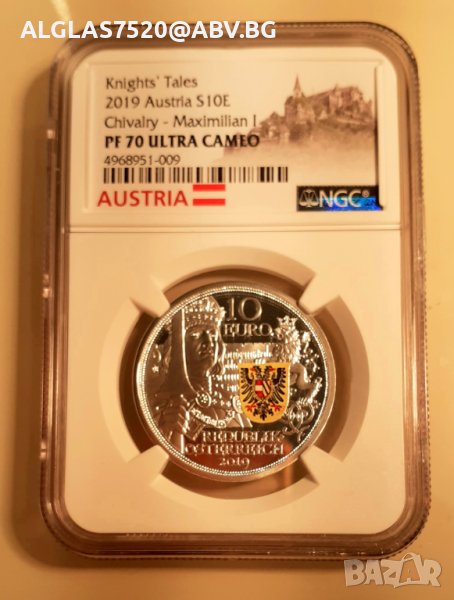 ALGLAS7520@ABV.BG
Knights' Tales
2019 Austria S10E
Chivalry - Maximilian I
PF 70 ULTRA CAMEO
4968951-009
AUSTRIA
NGC
10
EURO
REPUBLIK
ÖSTERREICH
2019
BAZAR